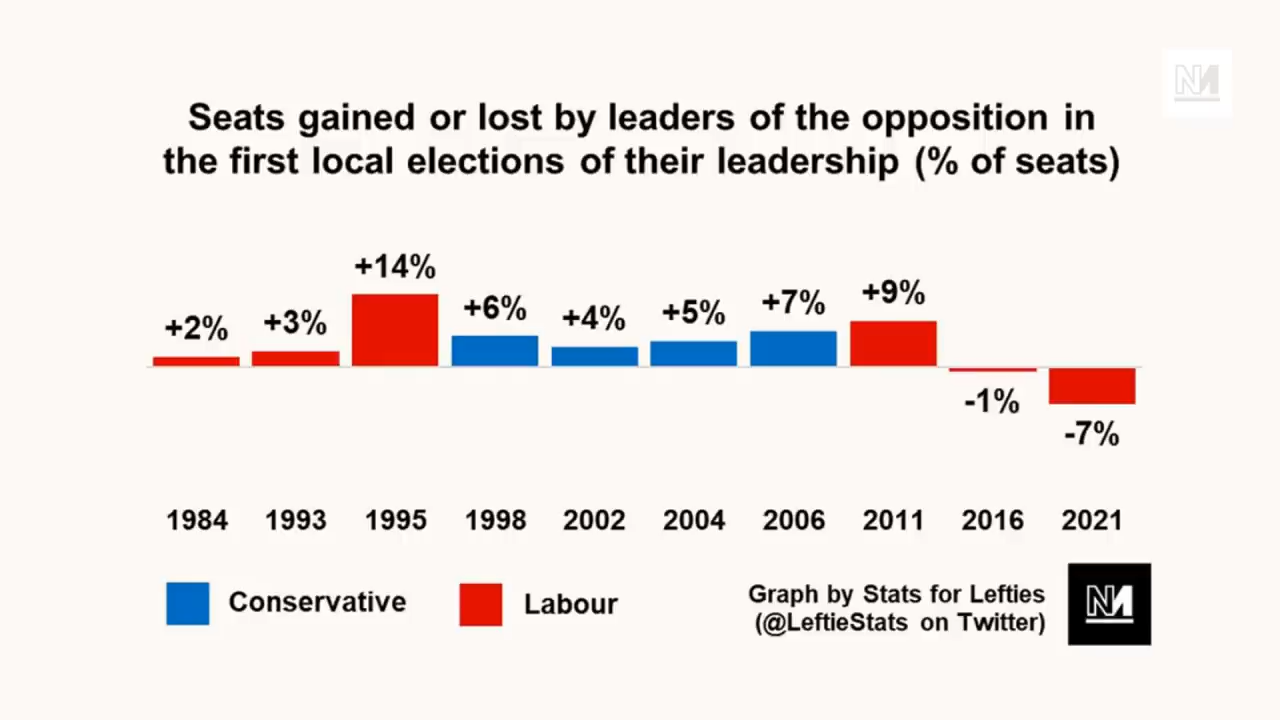 Seats gained or lost by leaders of the opposition in
the first local elections of their leadership (% of seats)
+2%
+3%
+14%
+6%
+4%
+5%
+7%
+9%
-1%
-7%
1984 1993 1995 1998 2002 2004 2006 2011 2016 2021
Conservative
Labour
Graph by Stats for Lefties
(@LeftieStats on Twitter)
NM
NM